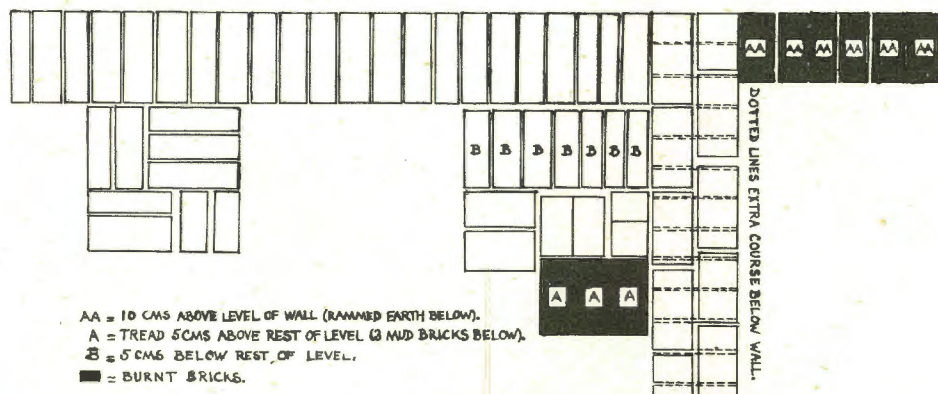 AA AA AA AA AA AA
B B B B B B B
A A A
DOTTED LINES EXTRA COURSE BELOW WALL.
AA = 10 CMS ABOVE LEVEL OF WALL (RAMMED EARTH BELOW).
A = TREAD 5CMS ABOVE REST OF LEVEL (3 MUD BRICKS BELOW).
B = 5 CMS BELOW REST OF LEVEL.
= BURNT BRICKS.